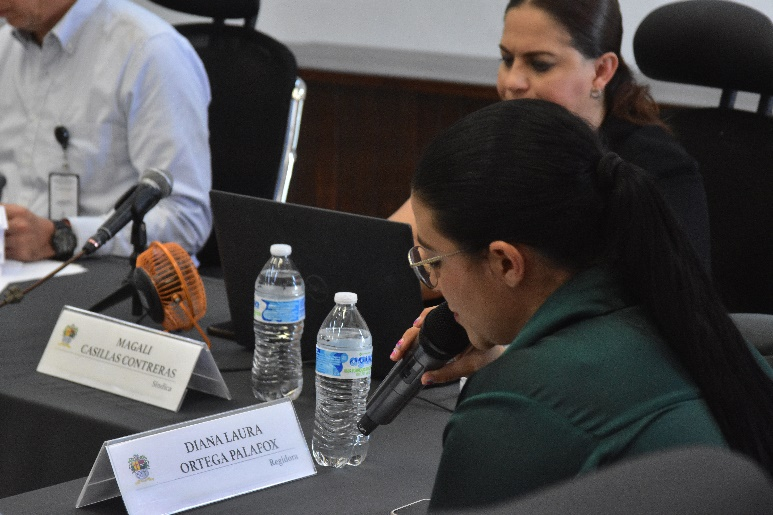 MAGALI
CASILLAS CONTRERAS
Síndica
DIANA LAURA
ORTEGA PALAFOX
Regidora